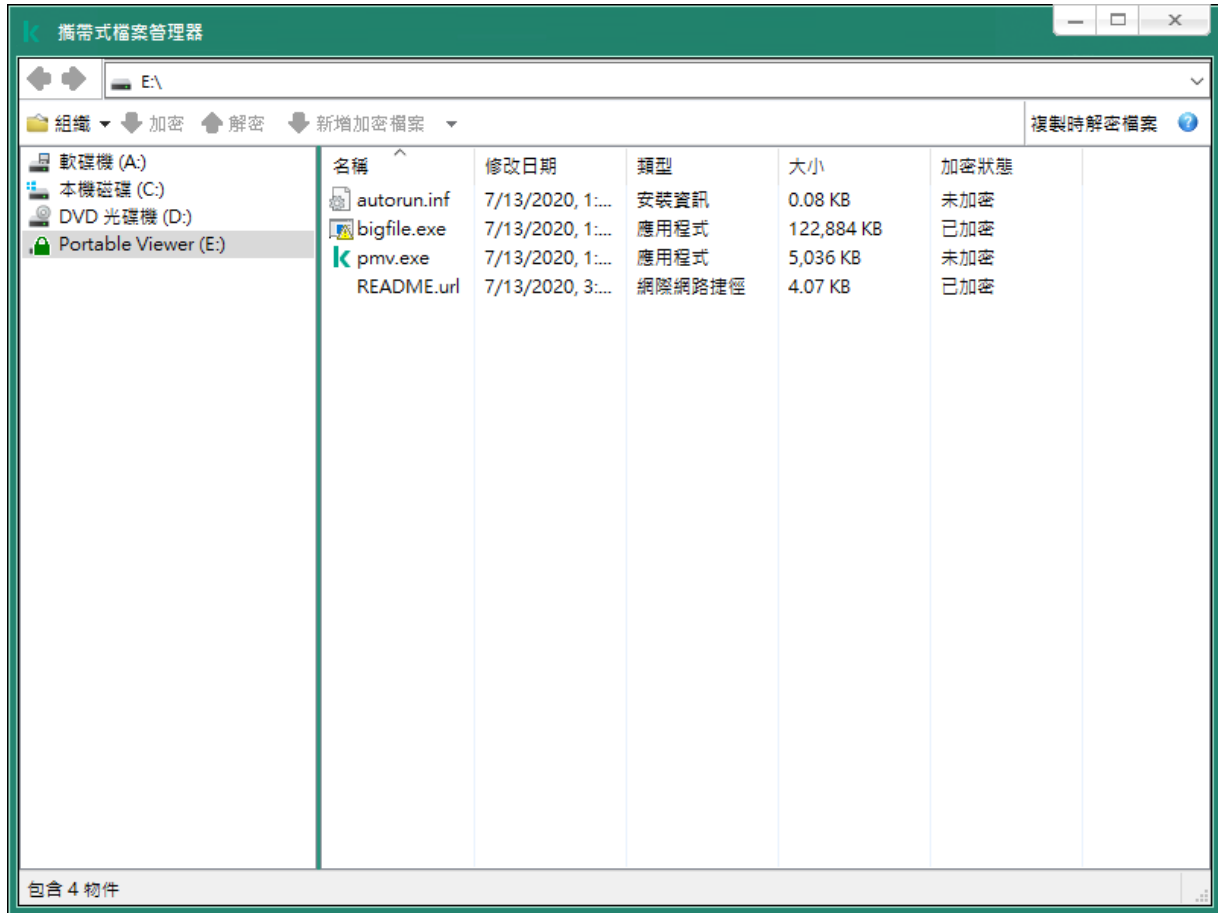 攜帶式檔案管理器
E:\
組織 加密 解密 新增加密檔案 複製時解密檔案
軟碟機 (A:)
本機磁碟 (C:)
DVD 光碟機 (D:)
Portable Viewer (E:)
名稱 修改日期 類型 大小 加密狀態
autorun.inf 7/13/2020, 1:... 安裝資訊 0.08 KB 未加密
bigfile.exe 7/13/2020, 1:... 應用程式 122,884 KB 已加密
pmv.exe 7/13/2020, 1:... 應用程式 5,036 KB 未加密
README.url 7/13/2020, 3:... 網際網路捷徑 4.07 KB 已加密
包含 4 物件